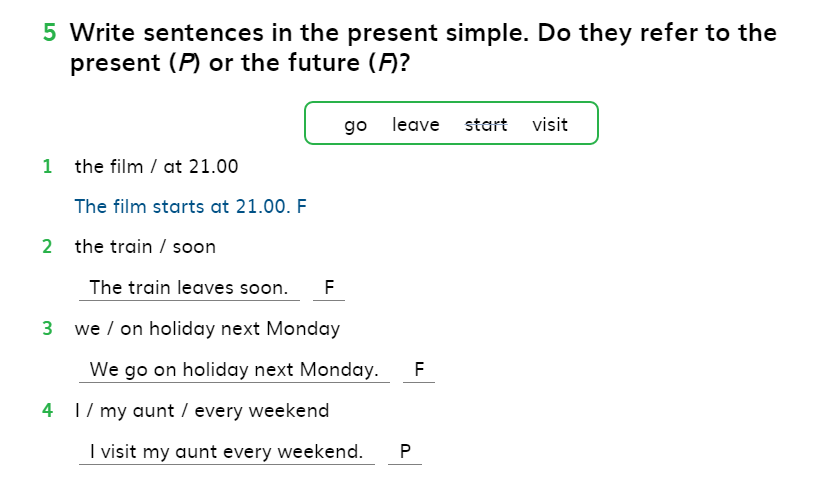 5 Write sentences in the present simple. Do they refer to the
present (P) or the future (F)?
go leave start visit
1 the film / at 21.00
The film starts at 21.00. F
2 the train / soon
The train leaves soon. F
3 we / on holiday next Monday
We go on holiday next Monday. F
4 I / my aunt / every weekend
I visit my aunt every weekend. P